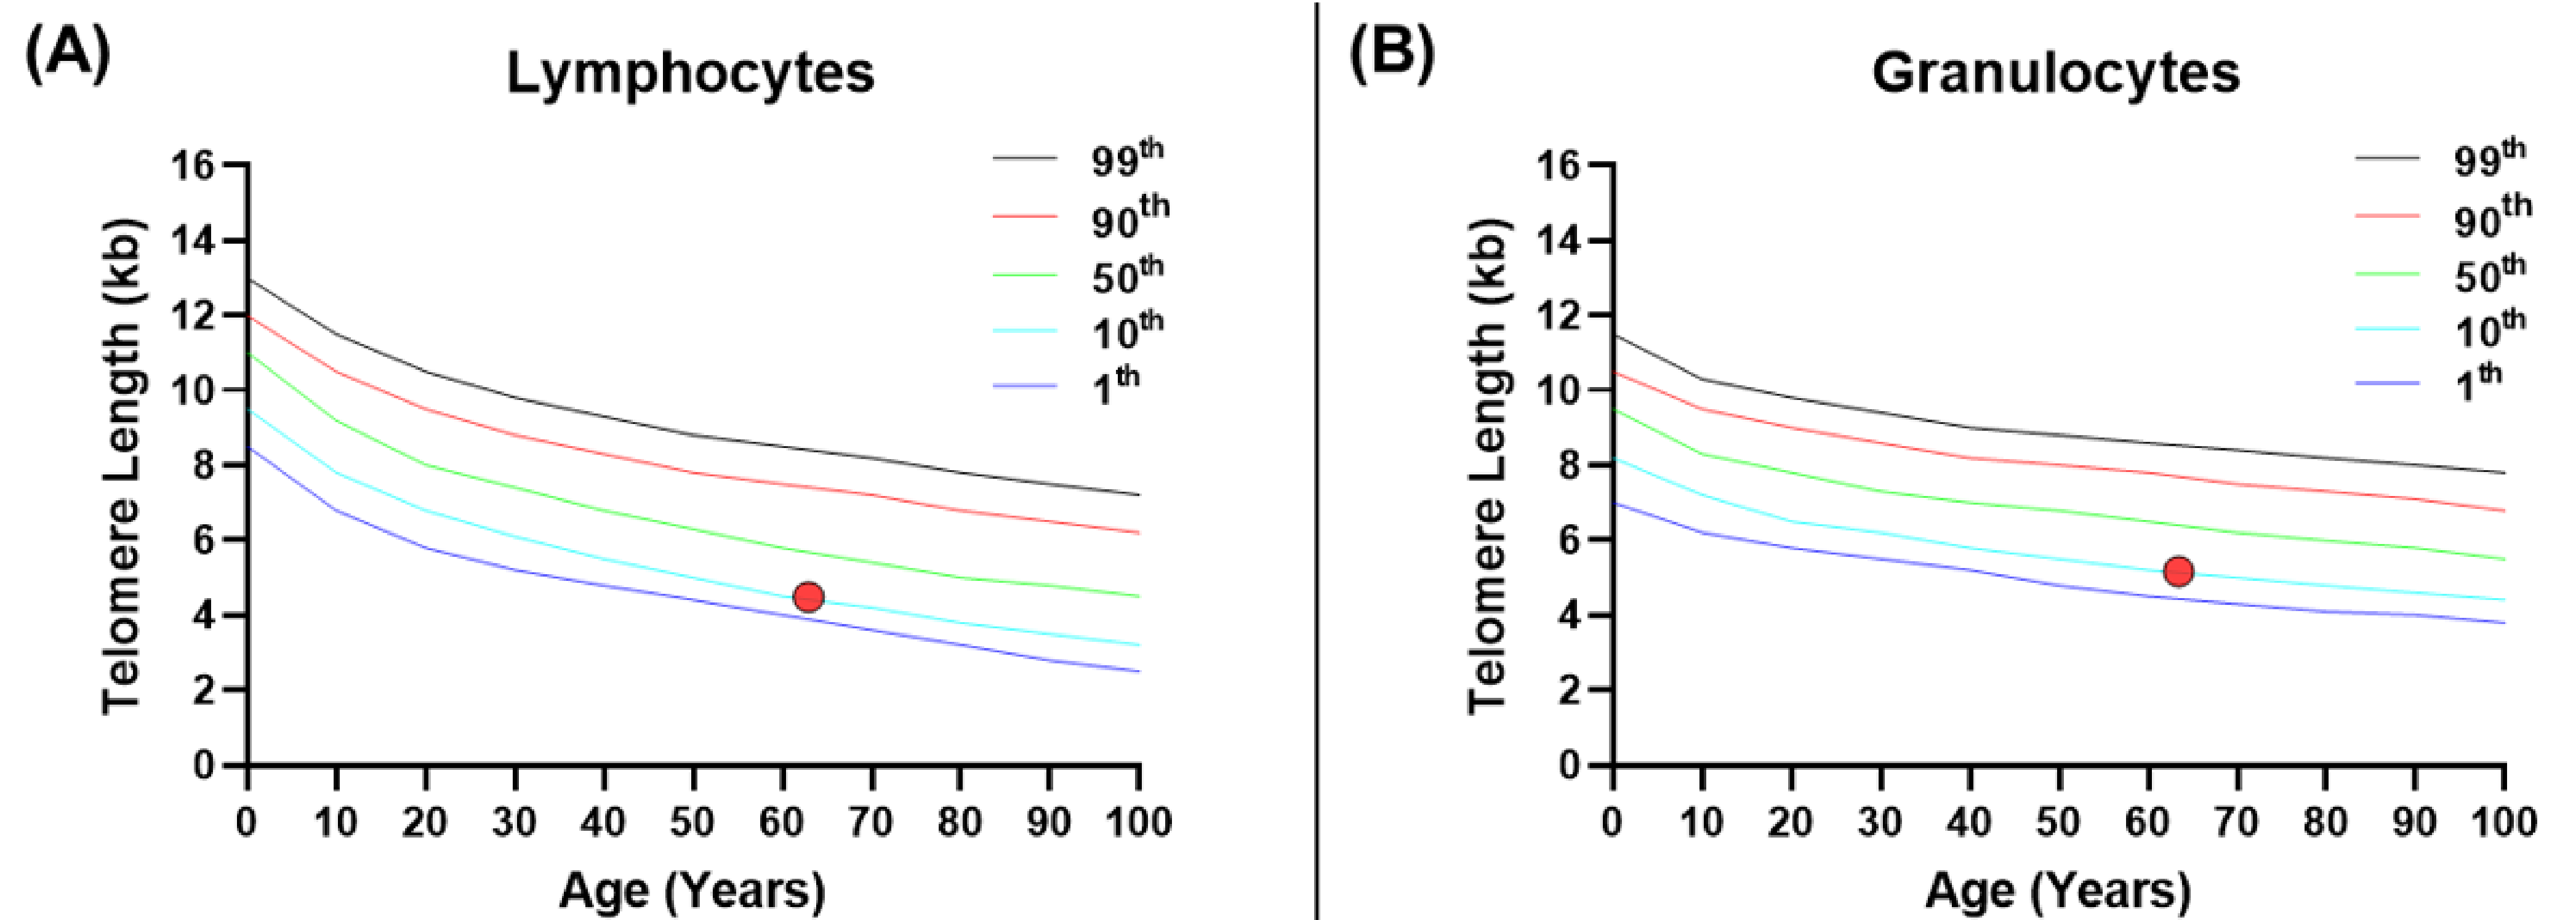 (A)
Lymphocytes
99th
90th
50th
10th
1th
16
14
12
10
8
6
4
2
0
Telomere Length (kb)
0 10 20 30 40 50 60 70 80 90 100
Age (Years)
(B)
Granulocytes
99th
90th
50th
10th
1th
16
14
12
10
8
6
4
2
0
Telomere Length (kb)
0 10 20 30 40 50 60 70 80 90 100
Age (Years)